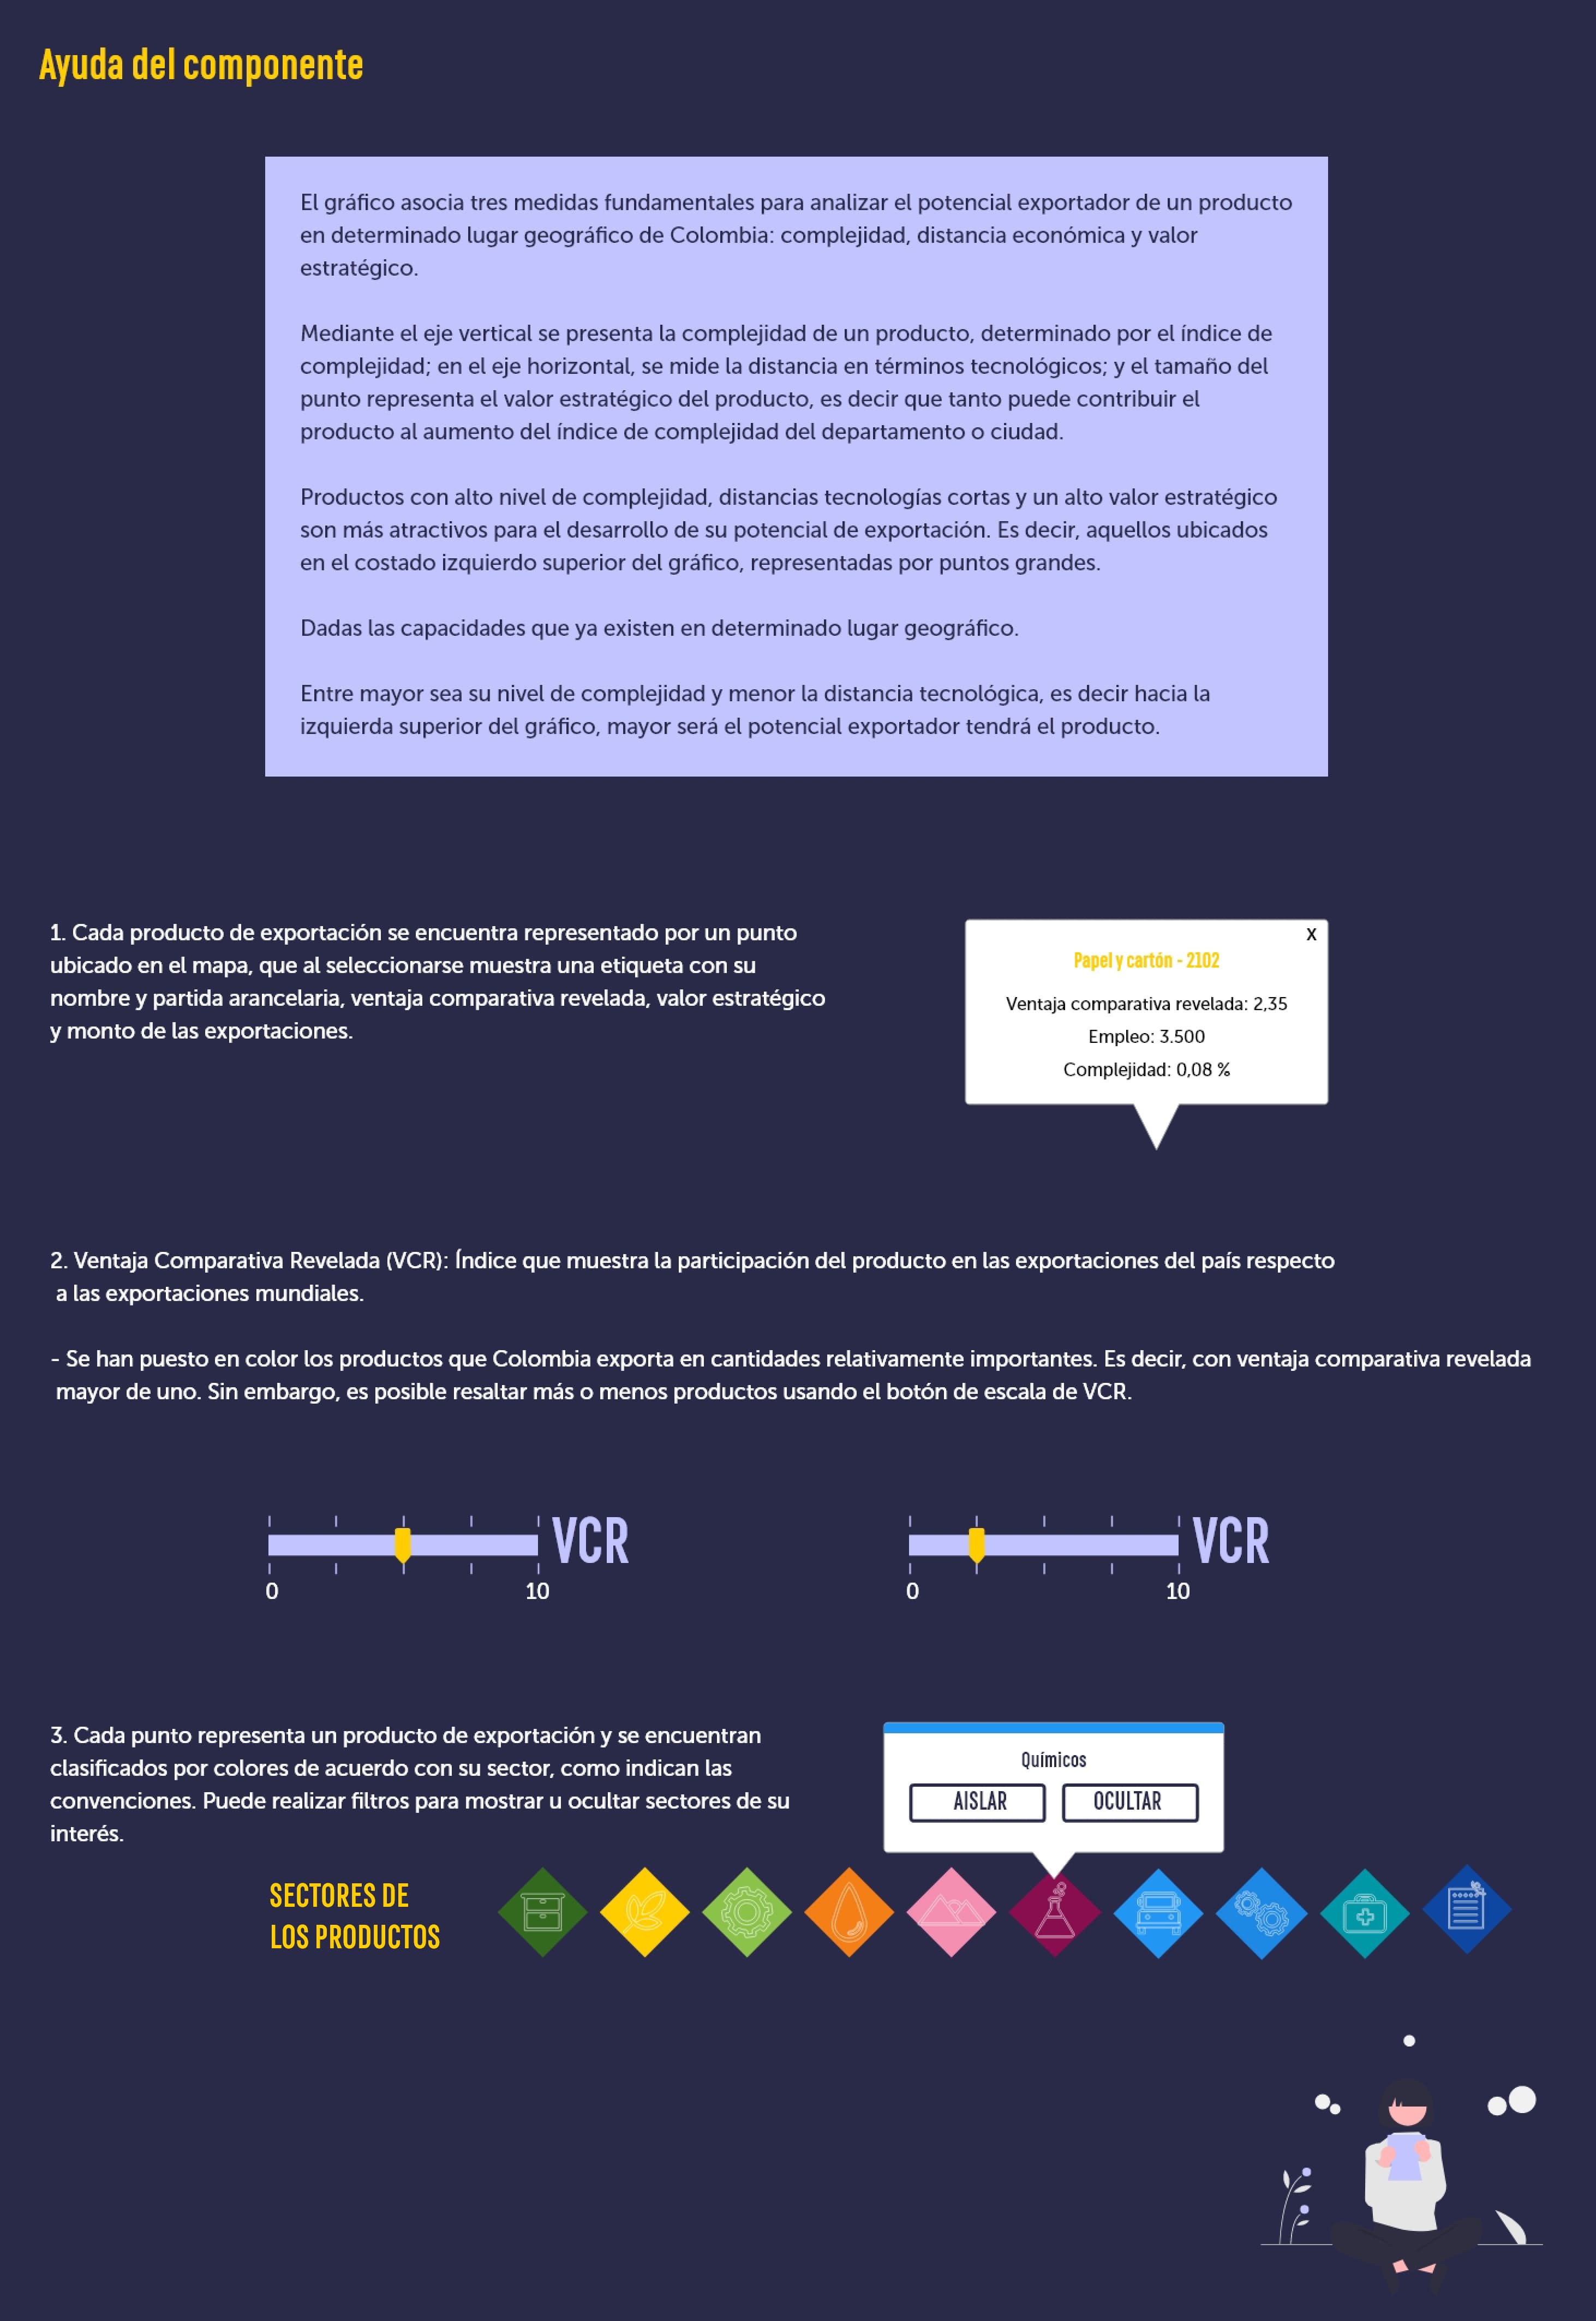 Ayuda del componente
El gráfico asocia tres medidas fundamentales para analizar el potencial exportador de un producto
en determinado lugar geográfico de Colombia: complejidad, distancia económica y valor
estratégico.
Mediante el eje vertical se presenta la complejidad de un producto, determinado por el índice de
complejidad; en el eje horizontal, se mide la distancia en términos tecnológicos; y el tamaño del
punto representa el valor estratégico del producto, es decir que tanto puede contribuir el
producto al aumento del índice de complejidad del departamento o ciudad.
Productos con alto nivel de complejidad, distancias tecnologías cortas y un alto valor estratégico
son más atractivos para el desarrollo de su potencial de exportación. Es decir, aquellos ubicados
en el costado izquierdo superior del gráfico, representadas por puntos grandes.
Dadas las capacidades que ya existen en determinado lugar geográfico.
Entre mayor sea su nivel de complejidad y menor la distancia tecnológica, es decir hacia la
izquierda superior del gráfico, mayor será el potencial exportador tendrá el producto.
1. Cada producto de exportación se encuentra representado por un punto
ubicado en el mapa, que al seleccionarse muestra una etiqueta con su
nombre y partida arancelaria, ventaja comparativa revelada, valor estratégico
y monto de las exportaciones.
X
Papel y cartón - 2102
Ventaja comparativa revelada: 2,35
Empleo: 3.500
Complejidad: 0,08 %
2. Ventaja Comparativa Revelada (VCR): Índice que muestra la participación del producto en las exportaciones del país respecto
a las exportaciones mundiales.
- Se han puesto en color los productos que Colombia exporta en cantidades relativamente importantes. Es decir, con ventaja comparativa revelada
mayor de uno. Sin embargo, es posible resaltar más o menos productos usando el botón de escala de VCR.
VCR
0 10
VCR
0 10
3. Cada punto representa un producto de exportación y se encuentran
clasificados por colores de acuerdo con su sector, como indican las
convenciones. Puede realizar filtros para mostrar u ocultar sectores de su
interés.
Químicos
AISLAR OCULTAR
SECTORES DE
LOS PRODUCTOS
$